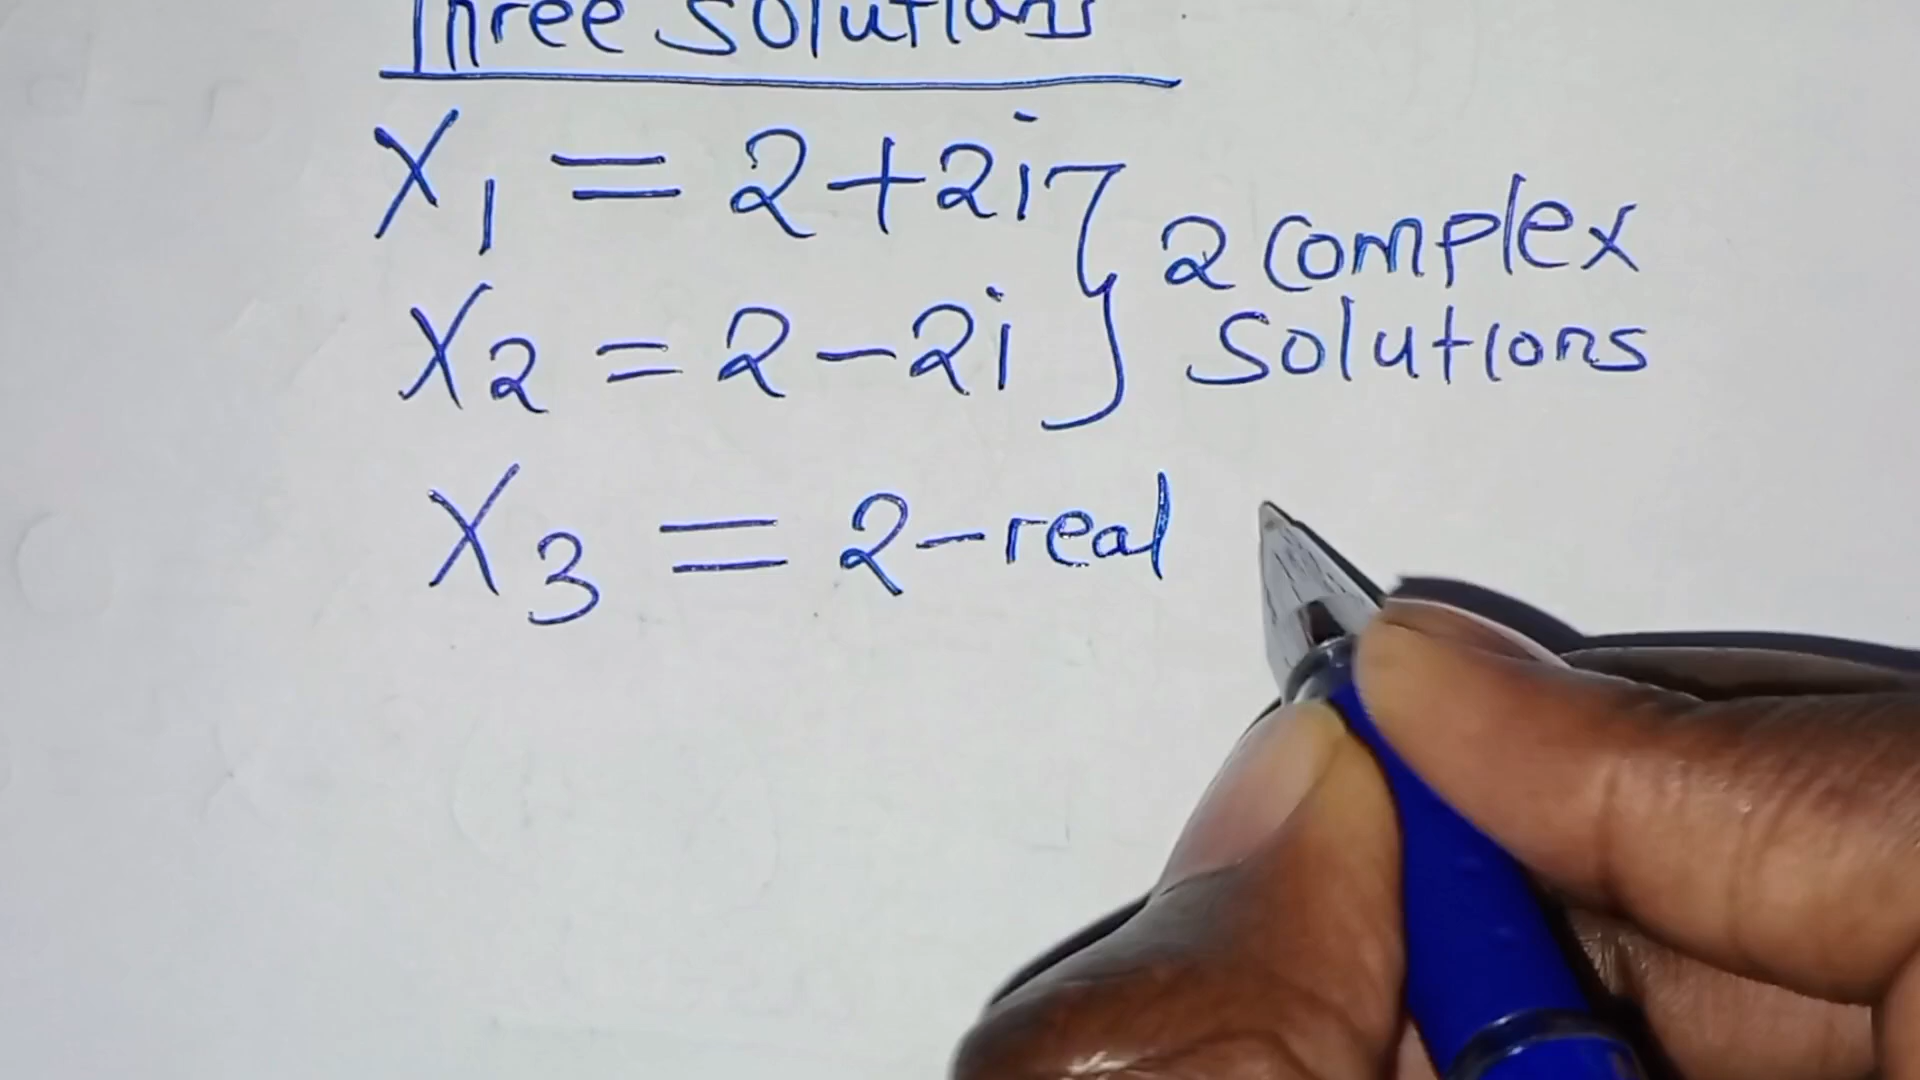 Three Solutions
X1 = 2+2i } 2 complex solutions
X2 = 2-2i
X3 = 2-real